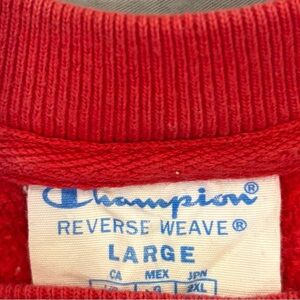 Champion®
REVERSE WEAVE®
LARGE
CA MEX JPN
2XL